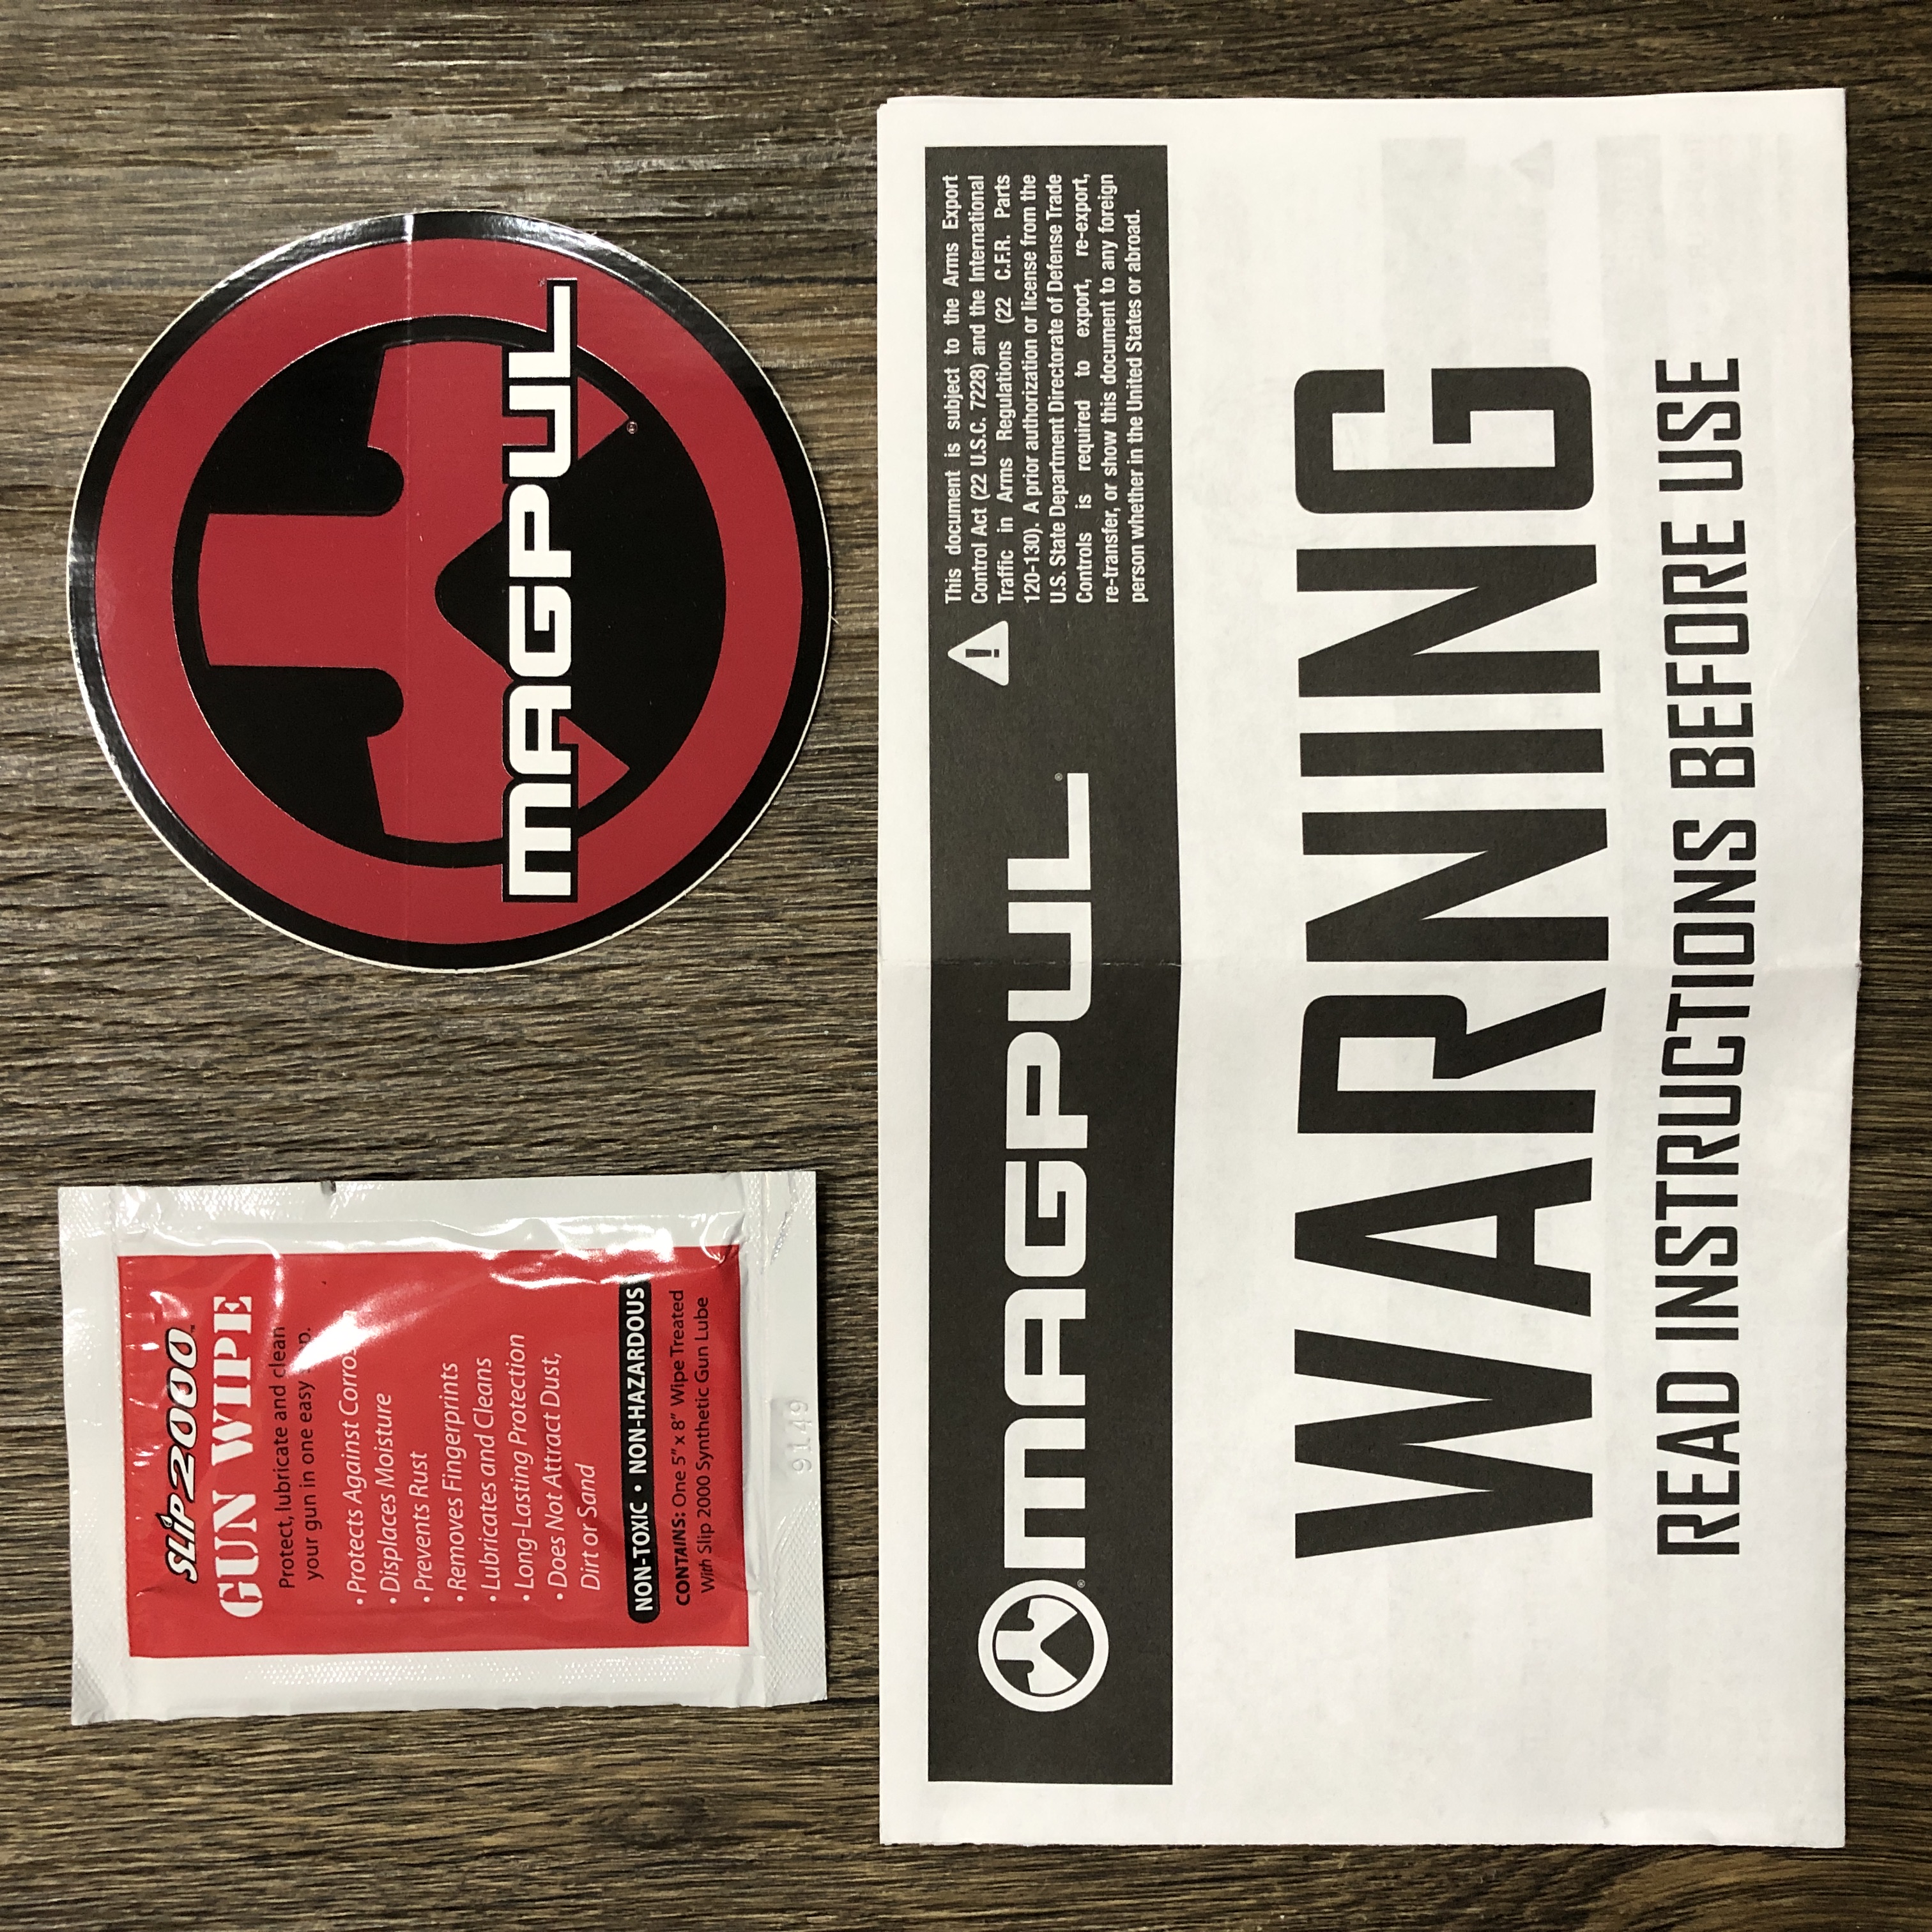 SLiP2000™
GUN WIPE
Protect, lubricate and clean
your gun in one easy
• Protects Against
• Displaces Moisture
• Prevents Rust
• Removes Fingerprints
• Lubricates and Cleans
• Long-Lasting Protection
• Does Not Attract Dust,
Dirt or Sand
NON-TOXIC • NON-HAZARDOUS
CONTAINS: One 5" x 8" Wipe Treated
With Slip 2000 Synthetic Gun Lube
9149
MAGPUL
®
MAGPUL®
This document is subject to the Arms Export
Control Act (22 U.S.C. 7228) and the International
Traffic in Arms Regulations (22 C.F.R. Parts
120-130). A prior authorization or license from the
U.S. State Department Directorate of Defense Trade
Controls is required to export, re-export,
re-transfer, or show this document to any foreign
person whether in the United States or abroad.
WARNING
READ INSTRUCTIONS BEFORE USE